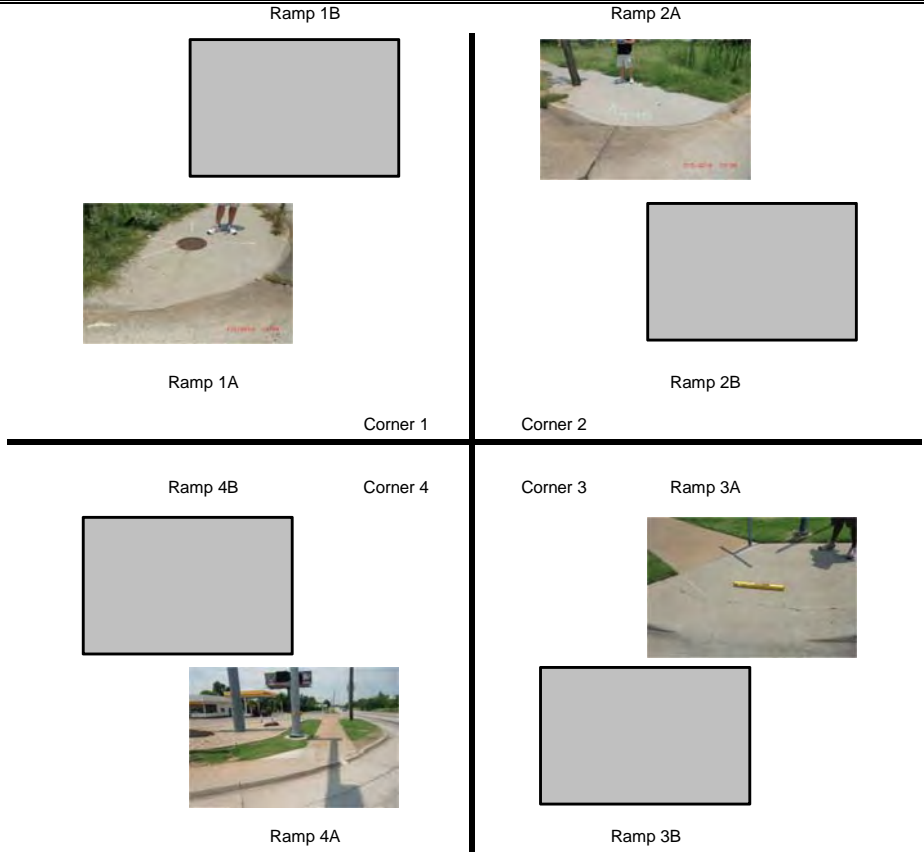 Ramp 1B
Ramp 2A
Ramp 1A
Ramp 2B
Corner 1
Corner 2
Ramp 4B
Corner 4
Corner 3
Ramp 3A
Ramp 4A
Ramp 3B